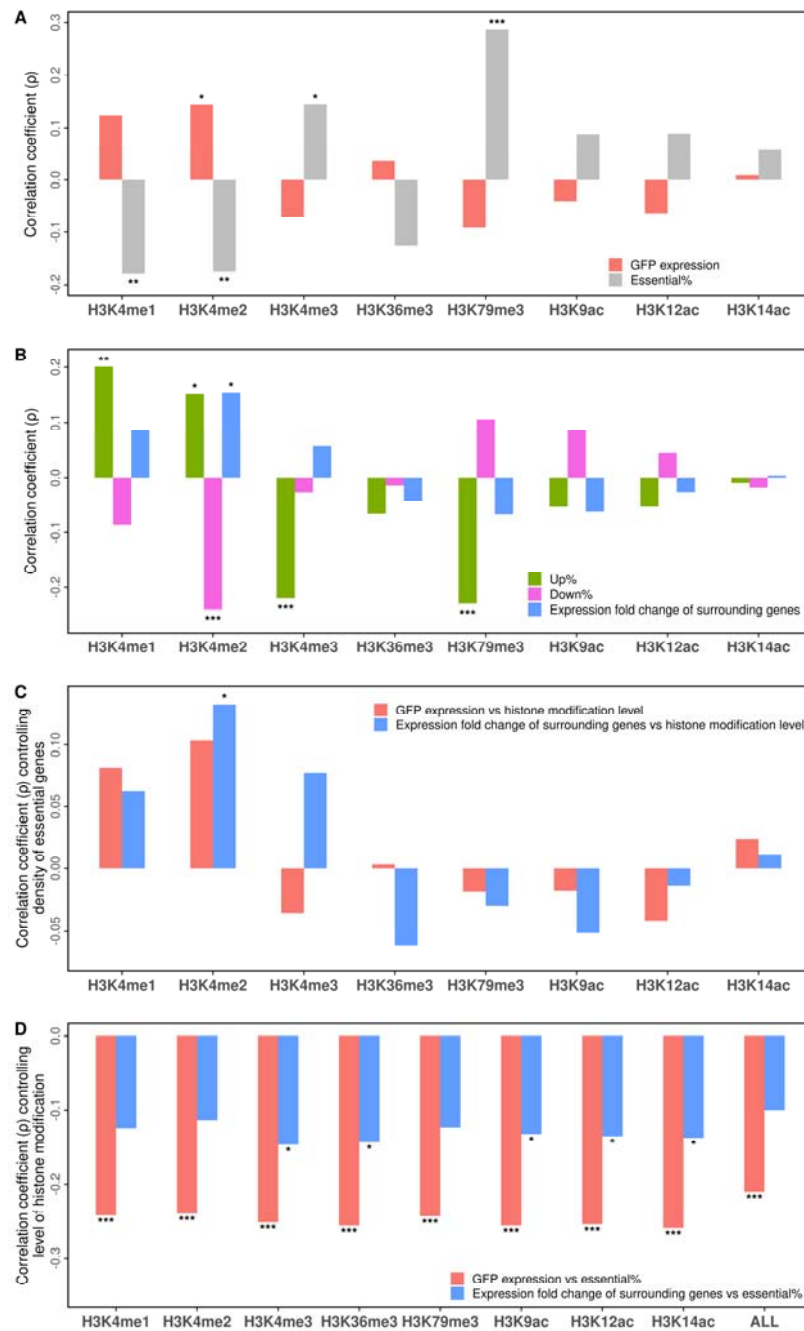 A
Correlation coefficient (ρ)
0.3
0.2
0.1
0.0
-0.1
-0.2
***
*
*
**
**
GFP expression
Essential%
H3K4me1 H3K4me2 H3K4me3 H3K36me3 H3K79me3 H3K9ac H3K12ac H3K14ac
B
Correlation coefficient (ρ)
0.2
0.1
0.0
-0.1
-0.2
**
*
*
***
***
***
Up%
Down%
Expression fold change of surrounding genes
H3K4me1 H3K4me2 H3K4me3 H3K36me3 H3K79me3 H3K9ac H3K12ac H3K14ac
C
Correlation coefficient (ρ) controlling
density of essential genes
0.10
0.05
0.00
-0.05
*
GFP expression vs histone modification level
Expression fold change of surrounding genes vs histone modification level
H3K4me1 H3K4me2 H3K4me3 H3K36me3 H3K79me3 H3K9ac H3K12ac H3K14ac
D
Correlation coefficient (ρ) controlling
level of histone modification
0.0
-0.1
-0.2
-0.3
* * * * *
*** *** *** *** *** *** *** *** ***
GFP expression vs essential%
Expression fold change of surrounding genes vs essential%
H3K4me1 H3K4me2 H3K4me3 H3K36me3 H3K79me3 H3K9ac H3K12ac H3K14ac ALL